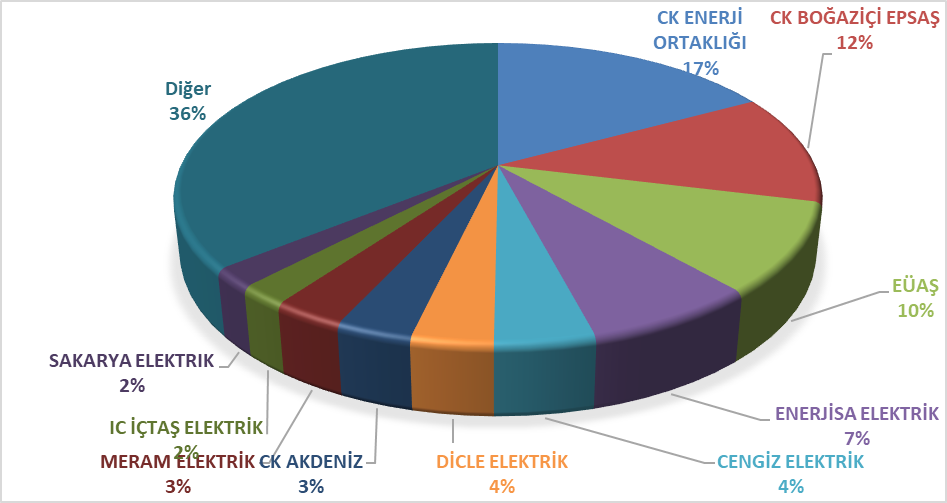 CK ENERJİ
ORTAKLIĞI
17%
CK BOĞAZİÇİ EPSAŞ
12%
EÜAŞ
10%
ENERJİSA ELEKTRİK
7%
CENGİZ ELEKTRİK
4%
DİCLE ELEKTRİK
4%
CK AKDENİZ
3%
MERAM ELEKTRİK
3%
IC İÇTAŞ ELEKTRİK
2%
SAKARYA ELEKTRIK
2%
Diğer
36%